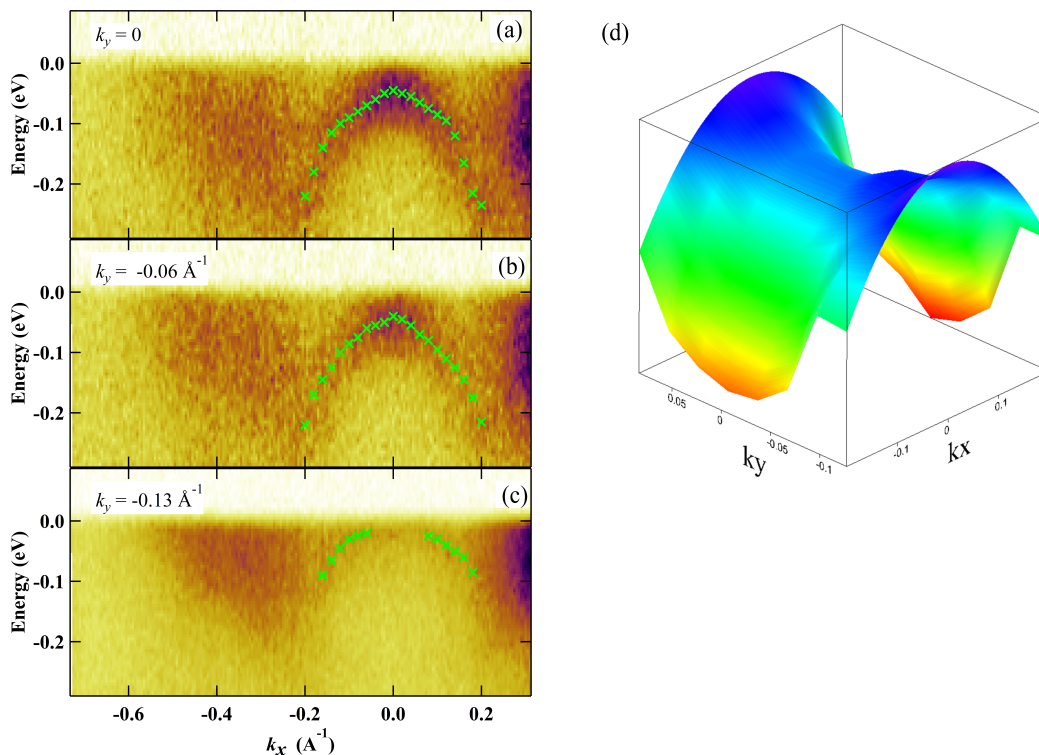 (a)
k_y = 0
Energy (eV)
0.0
-0.1
-0.2
(b)
k_y = -0.06 Å⁻¹
Energy (eV)
0.0
-0.1
-0.2
(c)
k_y = -0.13 Å⁻¹
Energy (eV)
0.0
-0.1
-0.2
-0.6 -0.4 -0.2 0.0 0.2
k_x (A⁻¹)
(d)
0.05 0 -0.05 -0.1
ky
-0.1 0 0.1
kx